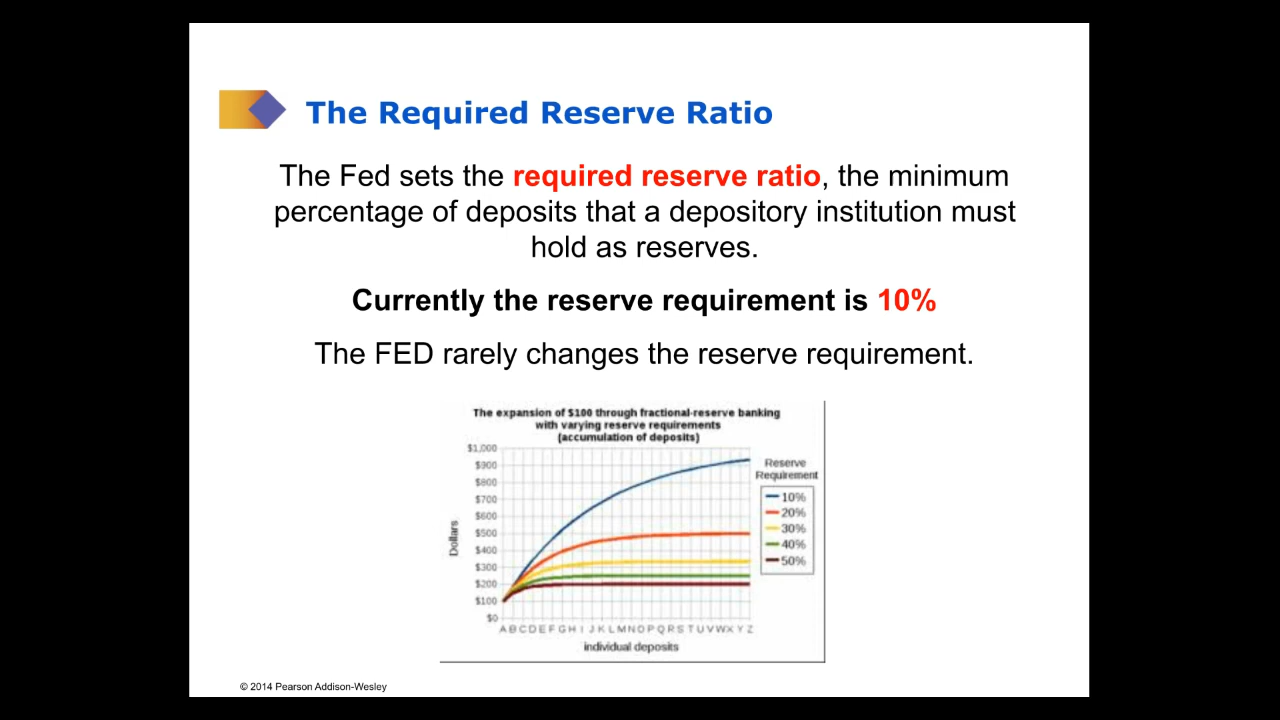 The Required Reserve Ratio
The Fed sets the required reserve ratio, the minimum
percentage of deposits that a depository institution must
hold as reserves.
Currently the reserve requirement is 10%
The FED rarely changes the reserve requirement.
The expansion of $100 through fractional-reserve banking
with varying reserve requirements
(accumulation of deposits)
$1,000
$900
$800
$700
$600
$500
$400
$300
$200
$100
$0
Dollars
A B C D E F G H I J K L M N O P Q R S T U V W X Y Z
individual deposits
Reserve
Requirement
10%
20%
30%
40%
50%
© 2014 Pearson Addison-Wesley